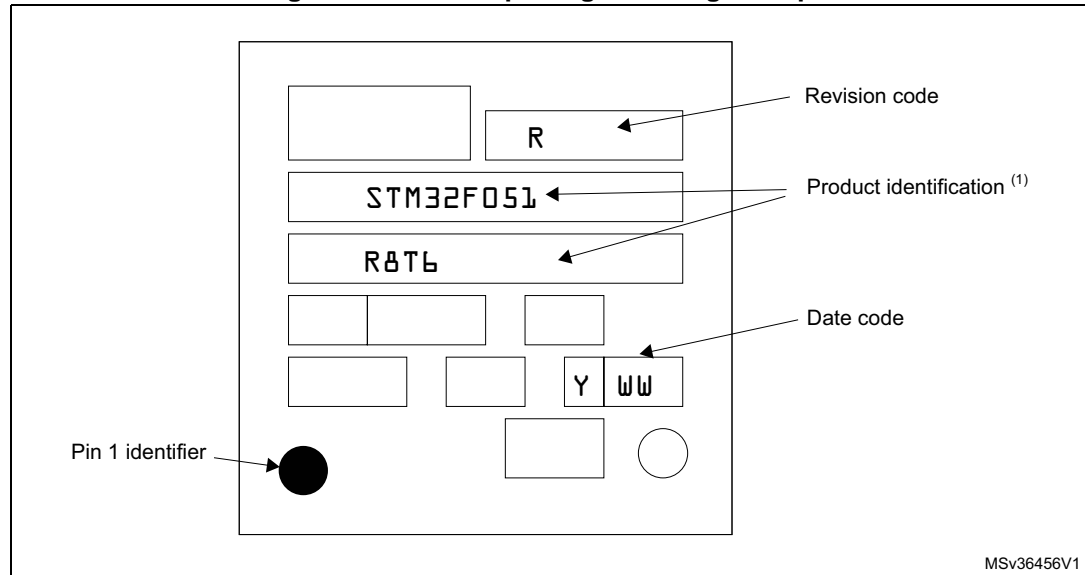 Revision code
R
Product identification (1)
STM32F051
R8T6
Date code
Y WW
Pin 1 identifier
MSv36456V1